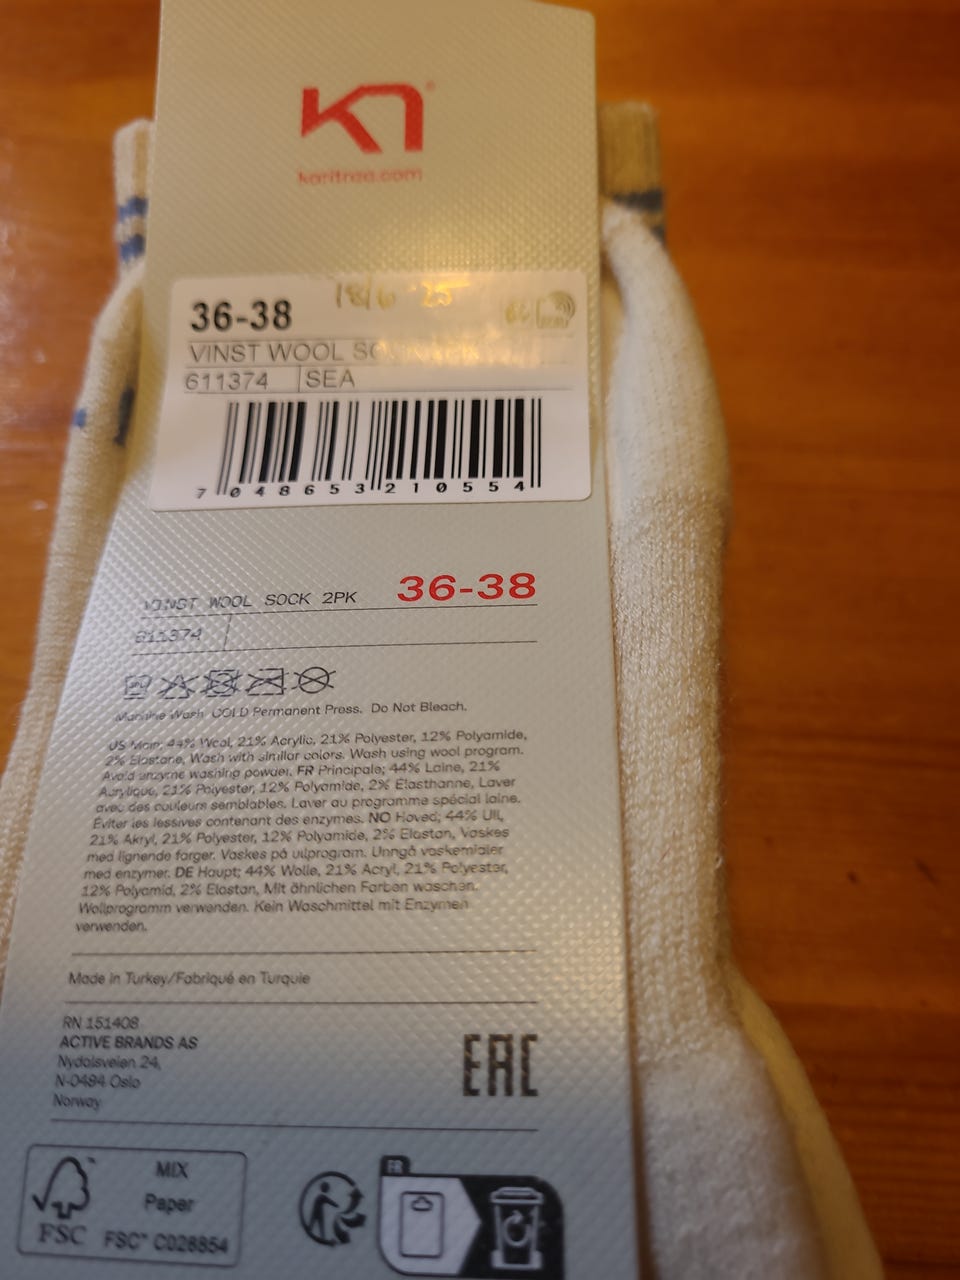 K1
karitraa.com
18/6 25
36-38
VINST WOOL
611374 SEA
7 048653 210554
VINST WOOL SOCK 2PK 36-38
611374
Machine Wash COLD Permanent Press. Do Not Bleach.
US Main; 44% Wool, 21% Acrylic, 21% Polyester, 12% Polyamide,
2% Elastane, Wash with similar colors. Wash using wool program.
Avoid enzyme washing powder. FR Principale; 44% Laine, 21%
Acrylique, 21% Polyester, 12% Polyamide, 2% Elasthanne, Laver
avec des couleurs semblables. Laver au programme spécial laine.
Éviter les lessives contenant des enzymes. NO Hoved; 44% Ull,
21% Akryl, 21% Polyester, 12% Polyamide, 2% Elastan, Vaskes
med lignende farger. Vaskes på ullprogram. Unngå vaskemidler
med enzymer. DE Haupt; 44% Wolle, 21% Acryl, 21% Polyester,
12% Polyamid, 2% Elastan, Mit ähnlichen Farben waschen.
Wollprogramm verwenden. Kein Waschmittel mit Enzymen
verwenden.
Made in Turkey/Fabriqué en Turquie
RN 151408
ACTIVE BRANDS AS
Nydalsveien 24,
N-0484 Oslo
Norway
EAC
FR
MIX
Paper
FSC FSC™ C028854